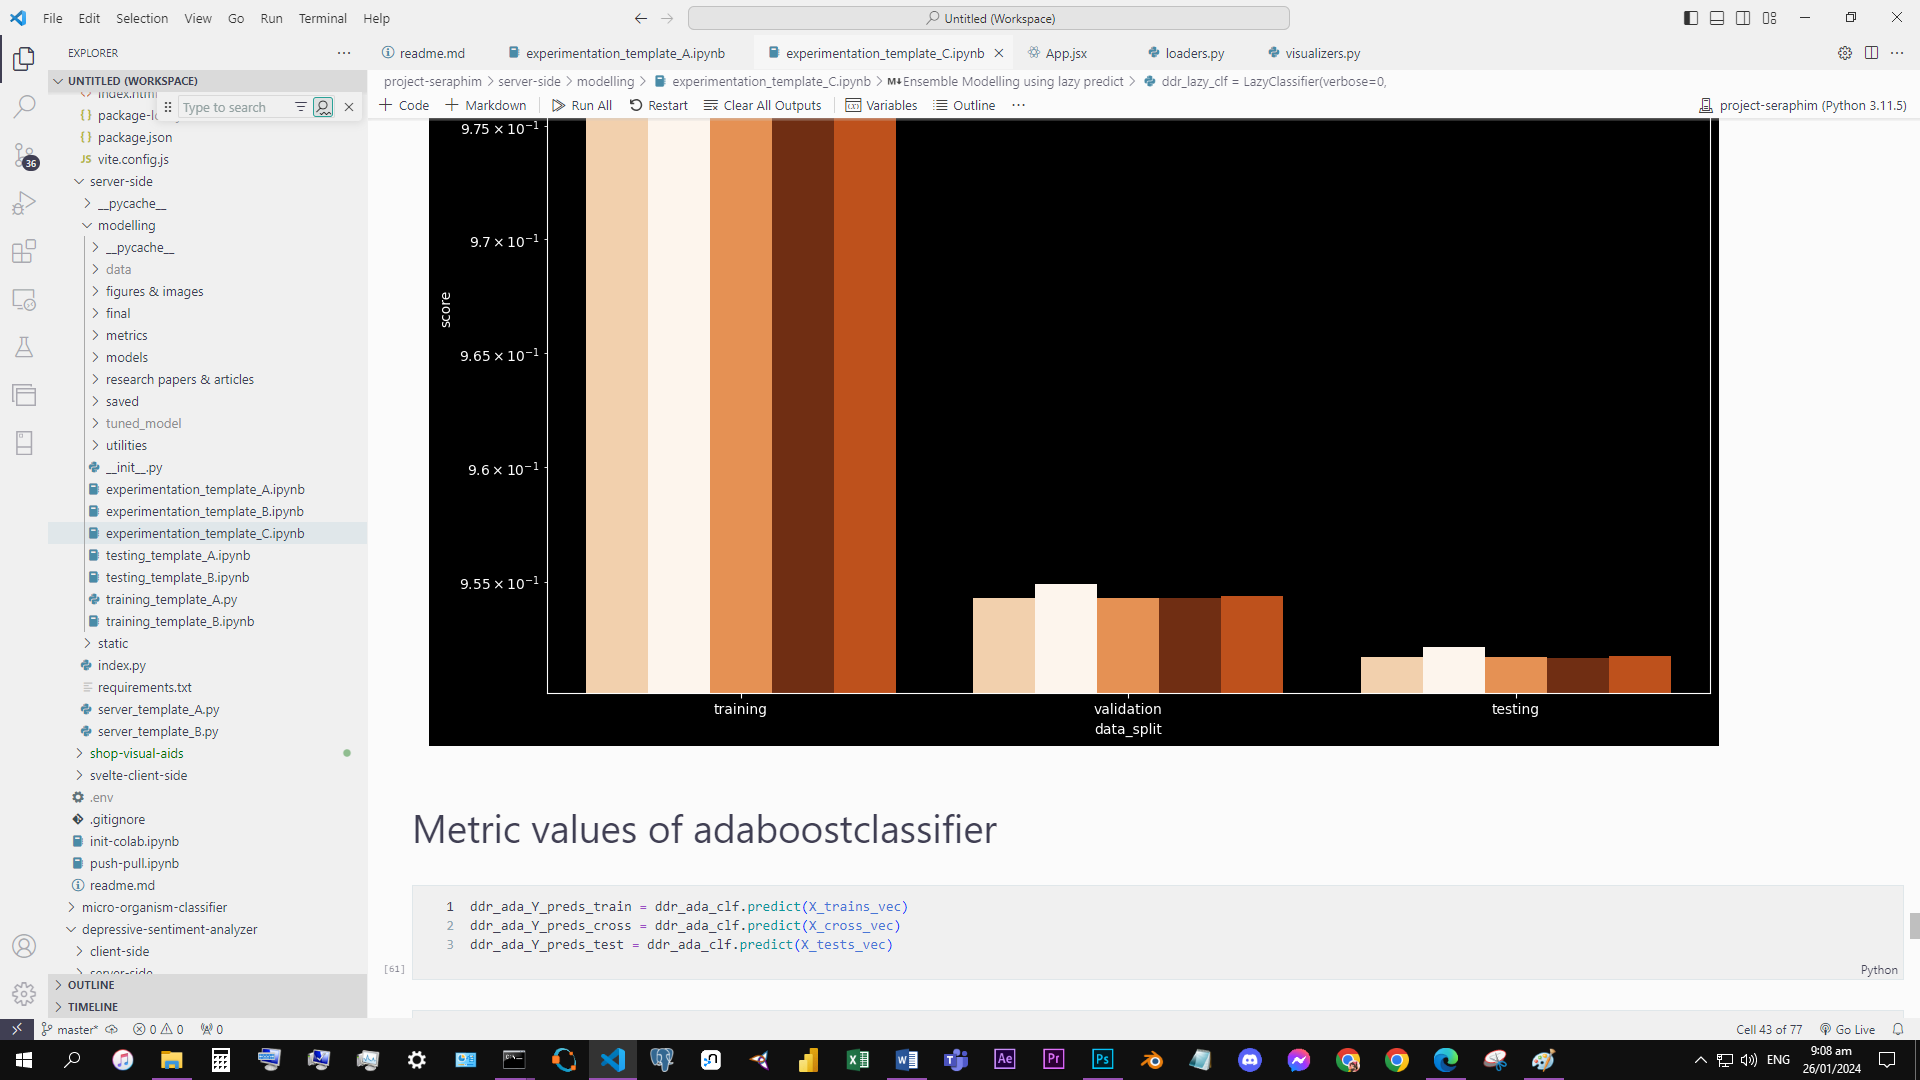 File Edit Selection View Go Run Terminal Help
Untitled (Workspace)
EXPLORER
readme.md
experimentation_template_A.ipynb
experimentation_template_C.ipynb
App.jsx
loaders.py
visualizers.py
UNTITLED (WORKSPACE)
project-seraphim > server-side > modelling > experimentation_template_C.ipynb > M↓Ensemble Modelling using lazy predict > ddr_lazy_clf = LazyClassifier(verbose=0,
Type to search
Code Markdown Run All Restart Clear All Outputs Variables Outline ...
project-seraphim (Python 3.11.5)
index.html
package.json
JS vite.config.js
server-side
__pycache__
modelling
__pycache__
data
figures & images
final
metrics
models
research papers & articles
saved
tuned_model
utilities
__init__.py
experimentation_template_A.ipynb
experimentation_template_B.ipynb
experimentation_template_C.ipynb
testing_template_A.ipynb
testing_template_B.ipynb
training_template_A.py
training_template_B.ipynb
static
index.py
requirements.txt
server_template_A.py
server_template_B.py
shop-visual-aids
svelte-client-side
.env
.gitignore
init-colab.ipynb
push-pull.ipynb
readme.md
micro-organism-classifier
depressive-sentiment-analyzer
client-side
server-side
OUTLINE
TIMELINE
36
9.75 × 10⁻¹
9.7 × 10⁻¹
9.65 × 10⁻¹
9.6 × 10⁻¹
9.55 × 10⁻¹
score
training
validation
testing
data_split
Metric values of adaboostclassifier
1 ddr_ada_Y_preds_train = ddr_ada_clf.predict(X_trains_vec)
2 ddr_ada_Y_preds_cross = ddr_ada_clf.predict(X_cross_vec)
3 ddr_ada_Y_preds_test = ddr_ada_clf.predict(X_tests_vec)
[61]
Python
master* 0 0 0
Cell 43 of 77 Go Live
Ae Pr Ps
ENG
9:08 am
26/01/2024